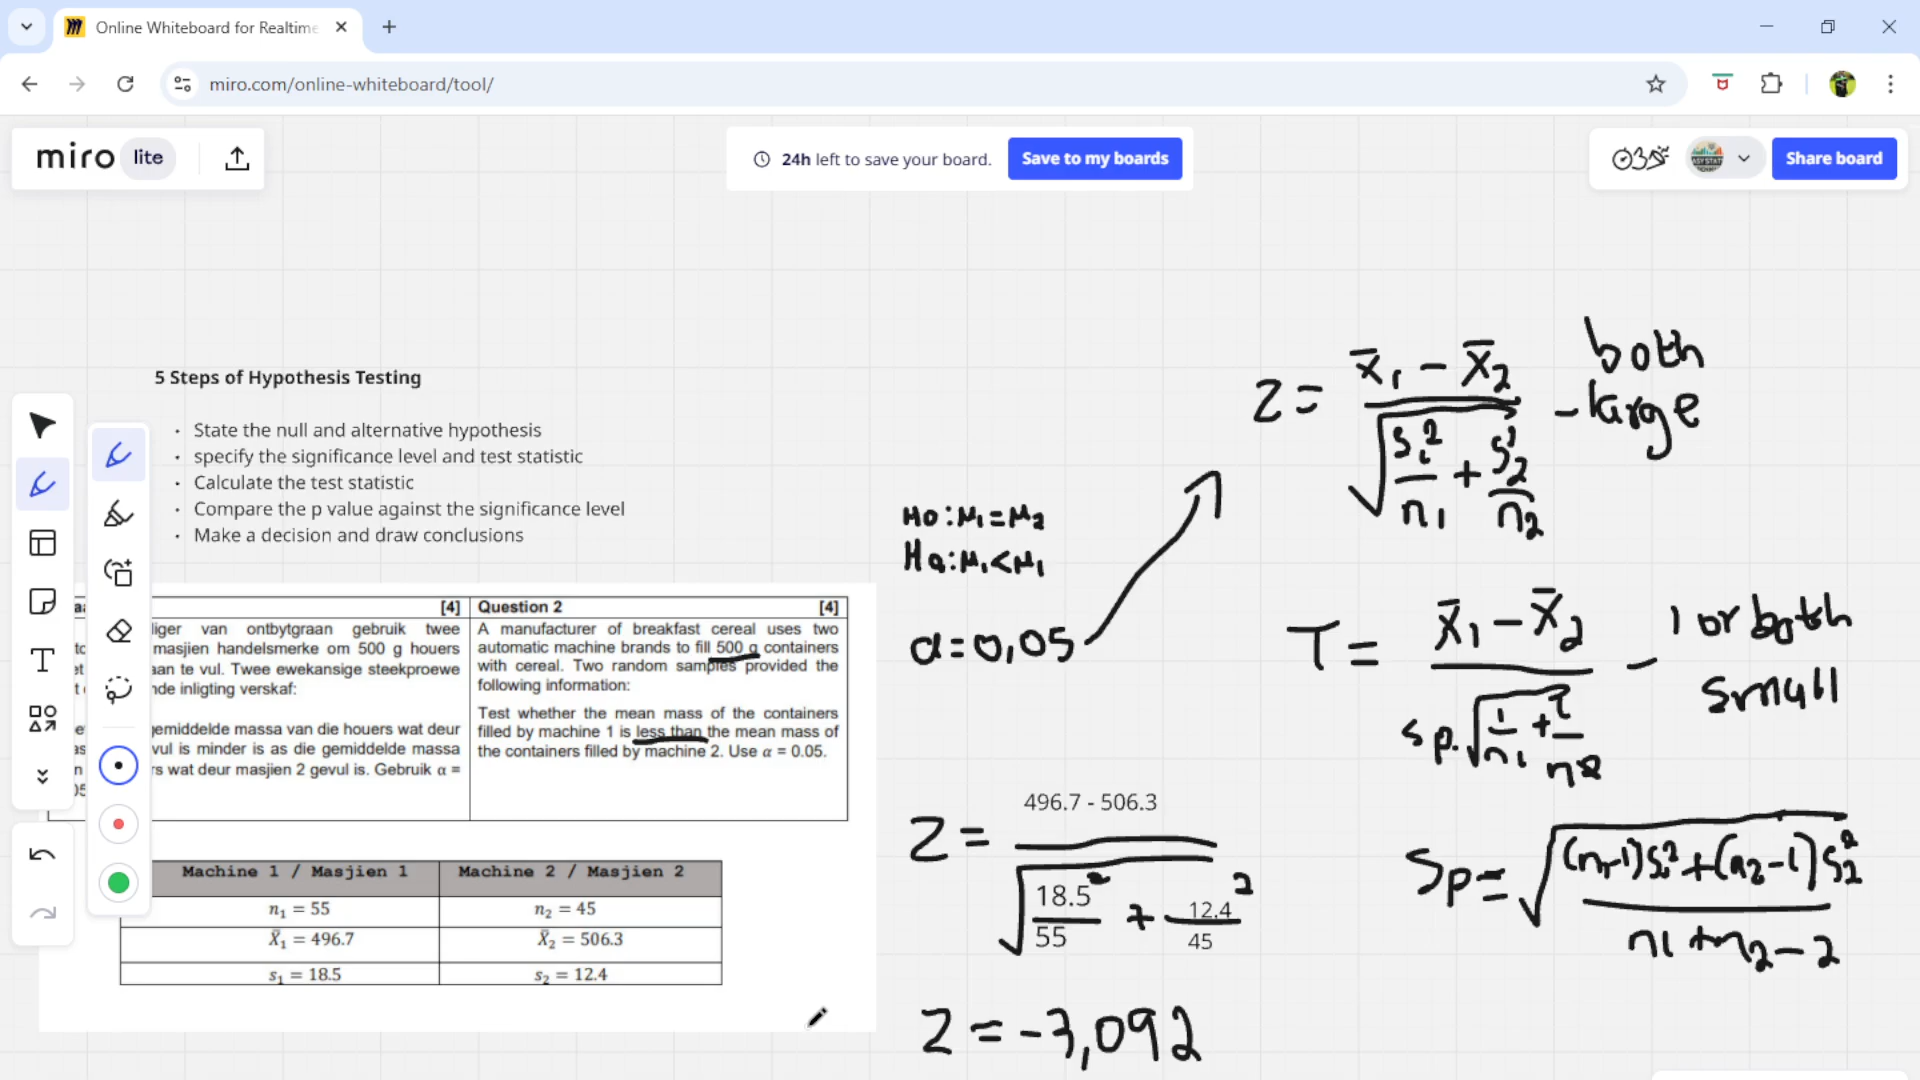 Online Whiteboard for Realtime
miro.com/online-whiteboard/tool/
miro lite
24h left to save your board.
Save to my boards
Share board
5 Steps of Hypothesis Testing
· State the null and alternative hypothesis
· specify the significance level and test statistic
· Calculate the test statistic
· Compare the p value against the significance level
· Make a decision and draw conclusions
[4]
liger van ontbytgraan gebruik twee
masjien handelsmerke om 500 g houers
aan te vul. Twee ewekansige steekproewe
nde inligting verskaf:
gemiddelde massa van die houers wat deur
vul is minder is as die gemiddelde massa
rs wat deur masjien 2 gevul is. Gebruik α =
Question 2 [4]
A manufacturer of breakfast cereal uses two
automatic machine brands to fill 500 g containers
with cereal. Two random samples provided the
following information:
Test whether the mean mass of the containers
filled by machine 1 is less than the mean mass of
the containers filled by machine 2. Use α = 0.05.
Machine 1 / Masjien 1 Machine 2 / Masjien 2
n₁ = 55 n₂ = 45
X̄₁ = 496.7 X̄₂ = 506.3
s₁ = 18.5 s₂ = 12.4
H0: μ₁ = μ₂
Ha: μ₁ < μ₁
α = 0,05
496.7 - 506.3
Z =
18.5² + 12.4²
55 45
Z = -3,092
Z = x̄₁ - x̄₂ / √(s₁²/n₁ + s₂²/n₂) - both
large
T = x̄₁ - x̄₂ / sp.√(1/n₁ + 1/n2) - 1 or both
small
Sp = √((n₁-1)s₁² + (n₂-1)s₂² / n1 + n₂ - 2)